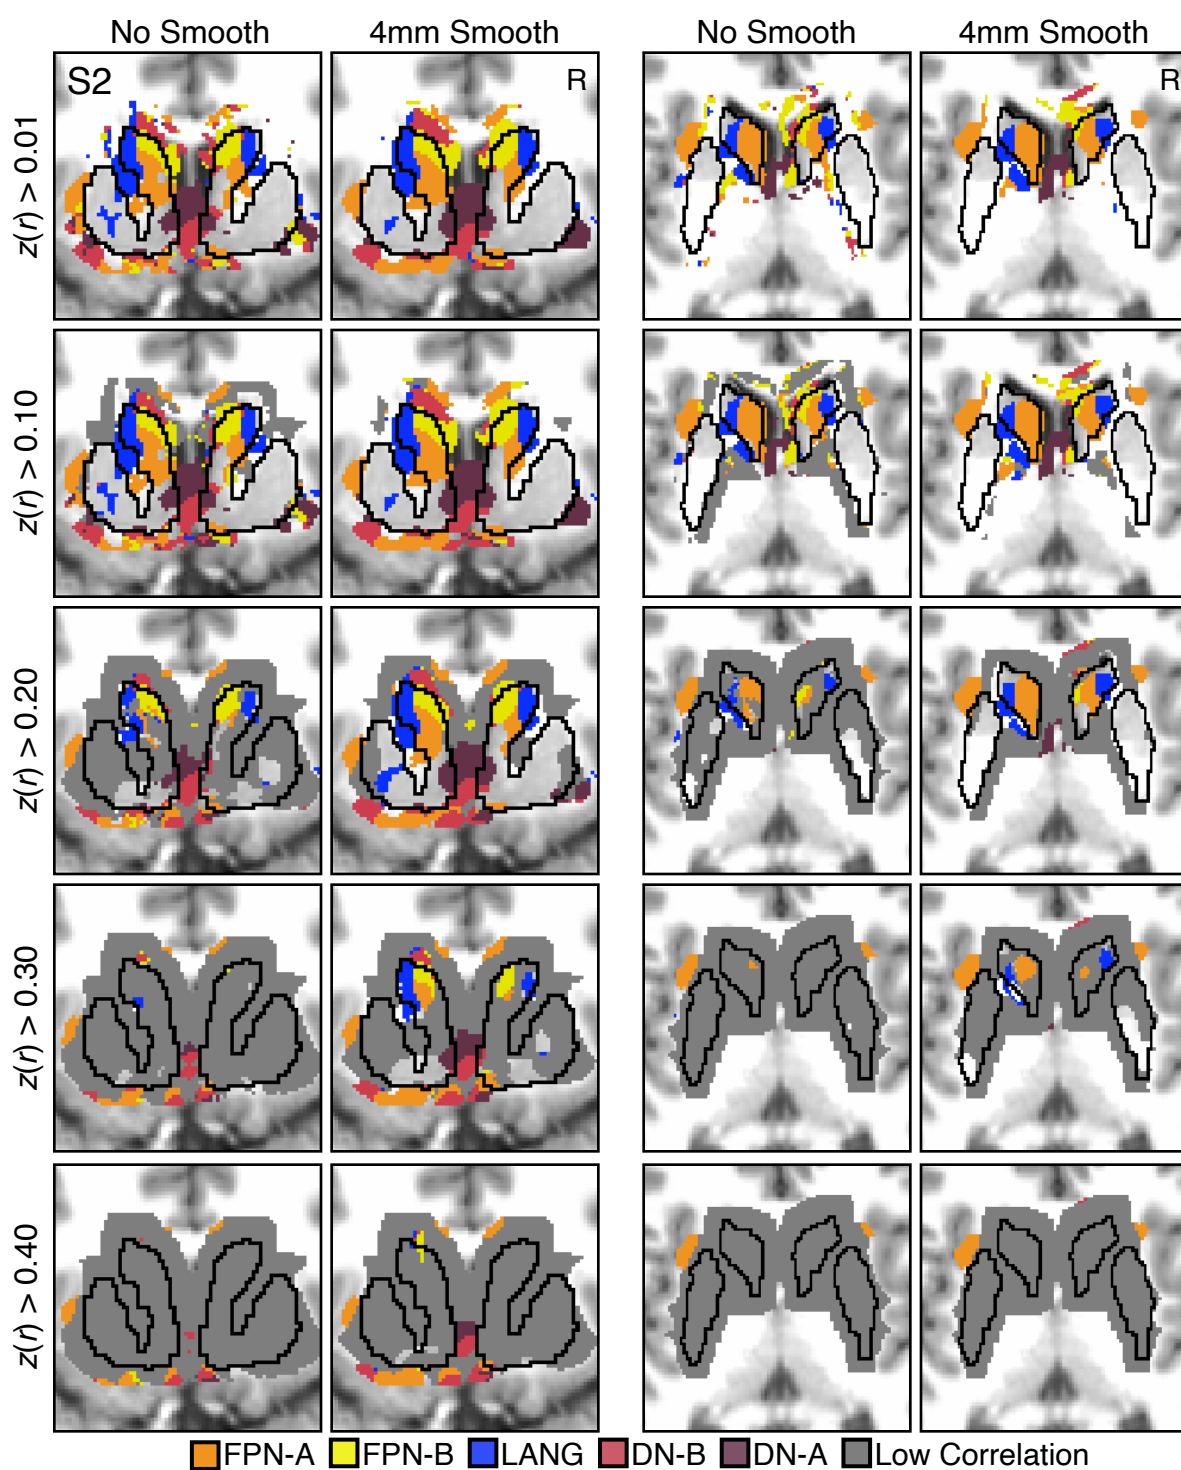 No Smooth 4mm Smooth No Smooth 4mm Smooth
S2 R R
z(r) > 0.01
z(r) > 0.10
z(r) > 0.20
z(r) > 0.30
z(r) > 0.40
FPN-A FPN-B LANG DN-B DN-A Low Correlation